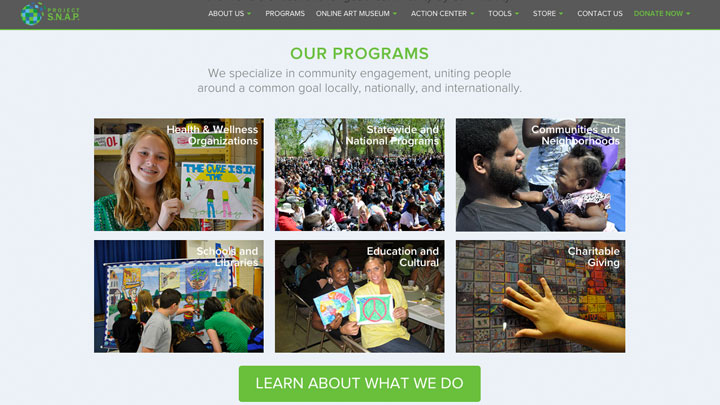 PROJECT
S.N.A.P.
ABOUT US
PROGRAMS
ONLINE ART MUSEUM
ACTION CENTER
TOOLS
STORE
CONTACT US
DONATE NOW
OUR PROGRAMS
We specialize in community engagement, uniting people
around a common goal locally, nationally, and internationally.
Health & Wellness
Organizations
THE CURE IS IN
THE
Statewide and
National Programs
Communities and
Neighborhoods
Schools and
Libraries
Education and
Cultural
Charitable
Giving
LEARN ABOUT WHAT WE DO